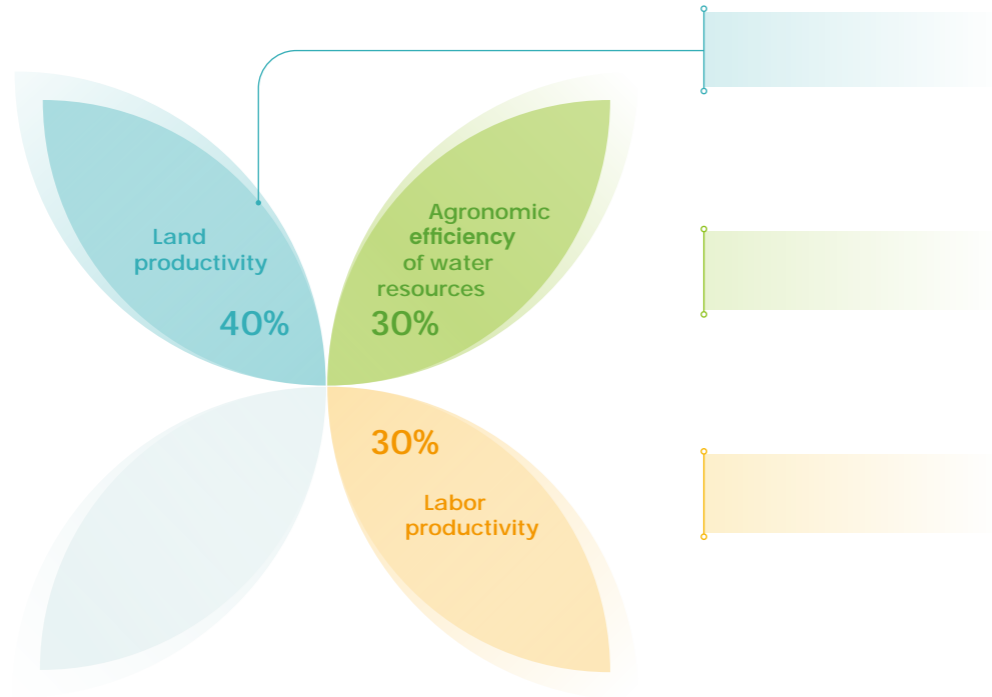 Land
productivity
40%
Agronomic
efficiency
of water
resources
30%
30%
Labor
productivity